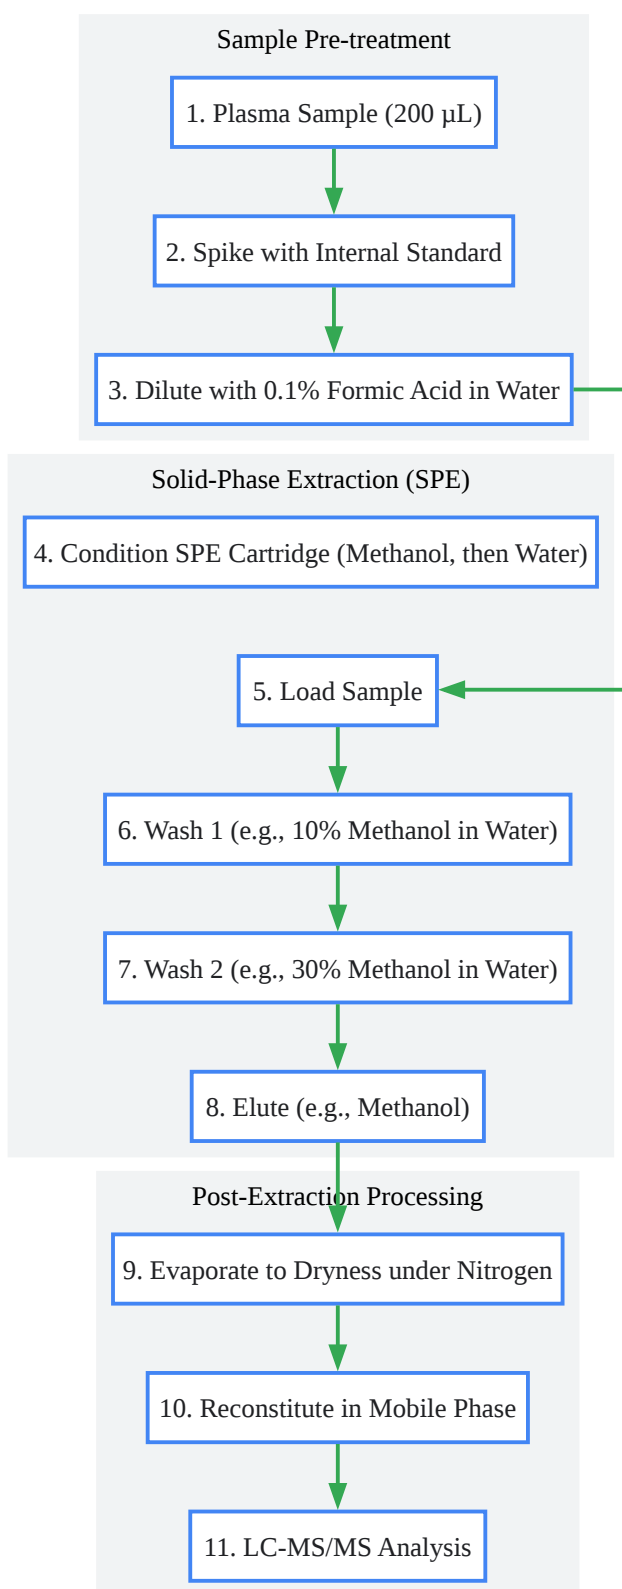 Sample Pre-treatment
1. Plasma Sample (200 µL)
2. Spike with Internal Standard
3. Dilute with 0.1% Formic Acid in Water
Solid-Phase Extraction (SPE)
4. Condition SPE Cartridge (Methanol, then Water)
5. Load Sample
6. Wash 1 (e.g., 10% Methanol in Water)
7. Wash 2 (e.g., 30% Methanol in Water)
8. Elute (e.g., Methanol)
Post-Extraction Processing
9. Evaporate to Dryness under Nitrogen
10. Reconstitute in Mobile Phase
11. LC-MS/MS Analysis